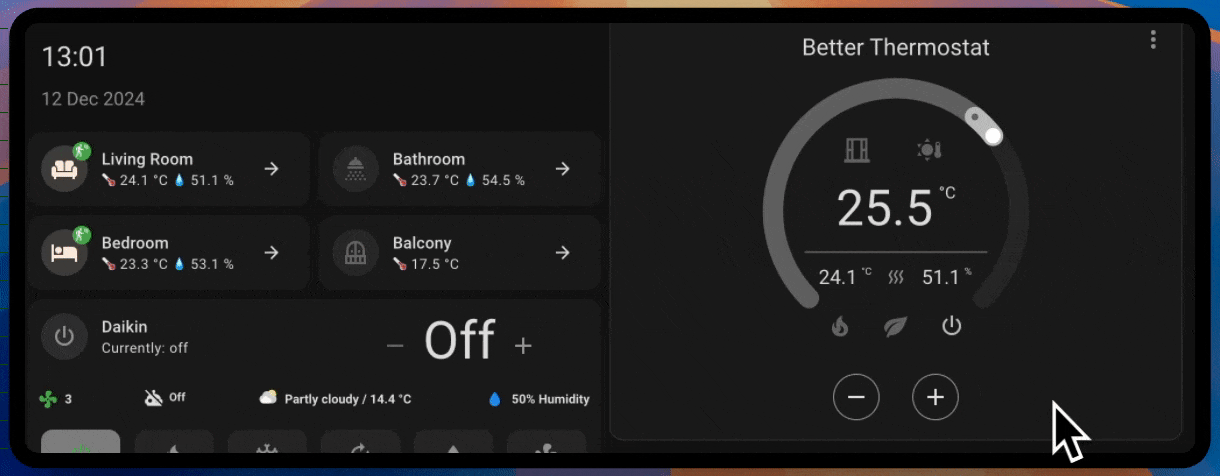 13:01
12 Dec 2024
Living Room
24.1 °C 51.1 %
Bathroom
23.7 °C 54.5 %
Bedroom
23.3 °C 53.1 %
Balcony
17.5 °C
Daikin
Currently: off
− Off +
3
Off
Partly cloudy / 14.4 °C
50% Humidity
Better Thermostat
25.5 °C
24.1 °C 51.1 %
− +